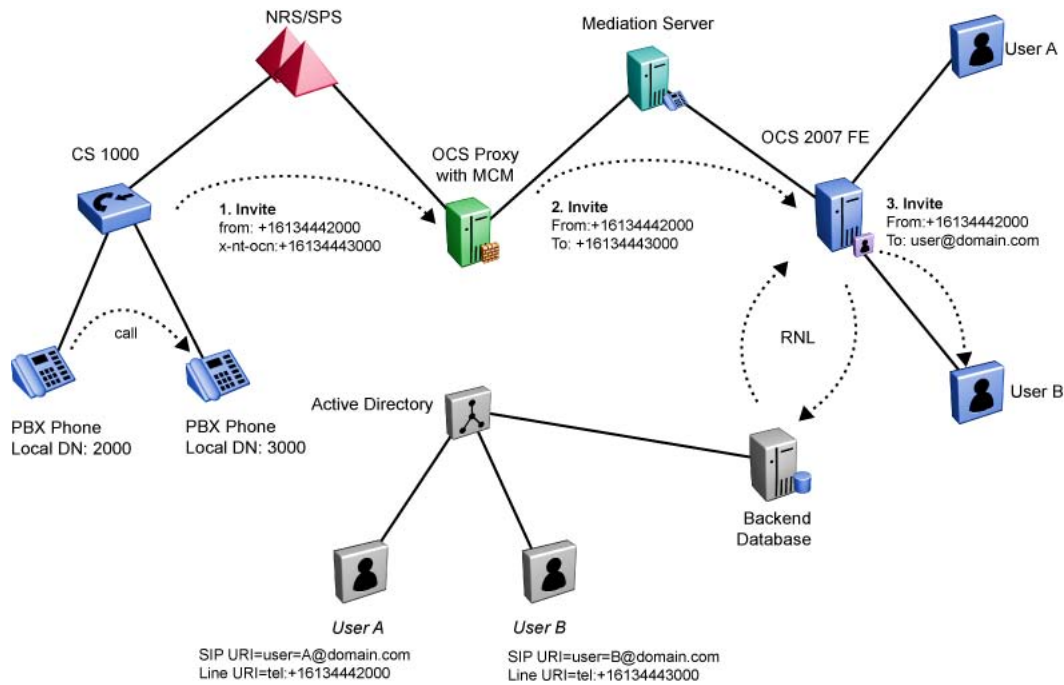 NRS/SPS
Mediation Server
User A
CS 1000
OCS Proxy
with MCM
OCS 2007 FE
1. Invite
from: +16134442000
x-nt-ocn:+16134443000
2. Invite
From:+16134442000
To: +16134443000
3. Invite
From:+16134442000
To: user@domain.com
call
RNL
PBX Phone
Local DN: 2000
PBX Phone
Local DN: 3000
Active Directory
User B
Backend
Database
User A
SIP URI=user=A@domain.com
Line URI=tel:+16134442000
User B
SIP URI=user=B@domain.com
Line URI=tel:+16134443000